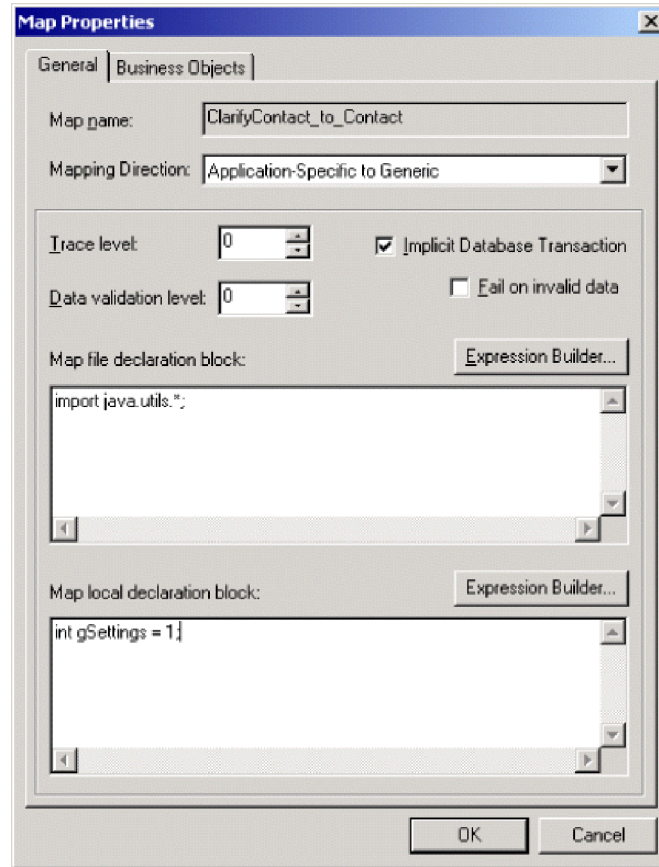 Map Properties
General Business Objects
Map name: ClarifyContact_to_Contact
Mapping Direction: Application-Specific to Generic
Trace level: 0 Implicit Database Transaction
Data validation level: 0 Fail on invalid data
Map file declaration block: Expression Builder...
import java.utils.*;
Map local declaration block: Expression Builder...
int gSettings = 1;
OK Cancel